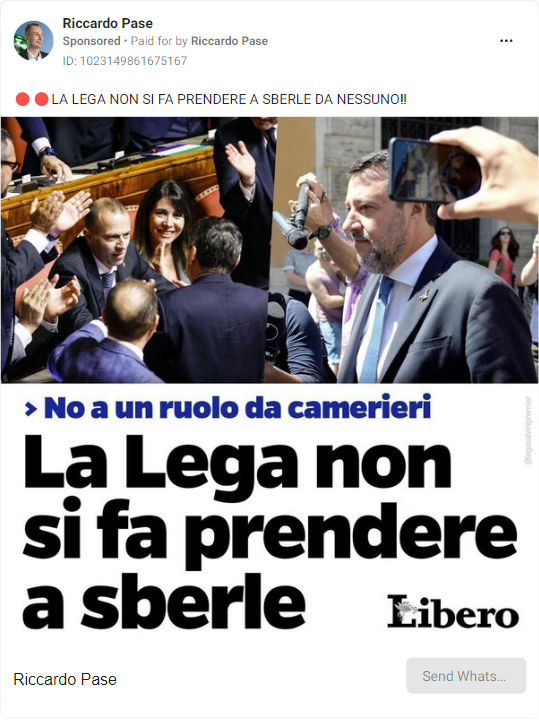 Riccardo Pase
Sponsored • Paid for by Riccardo Pase
ID: 1023149861675167
🔴🔴LA LEGA NON SI FA PRENDERE A SBERLE DA NESSUNO!!
> No a un ruolo da camerieri
La Lega non
si fa prendere
a sberle
Libero
@legasalvinipremier
Riccardo Pase
Send Whats...